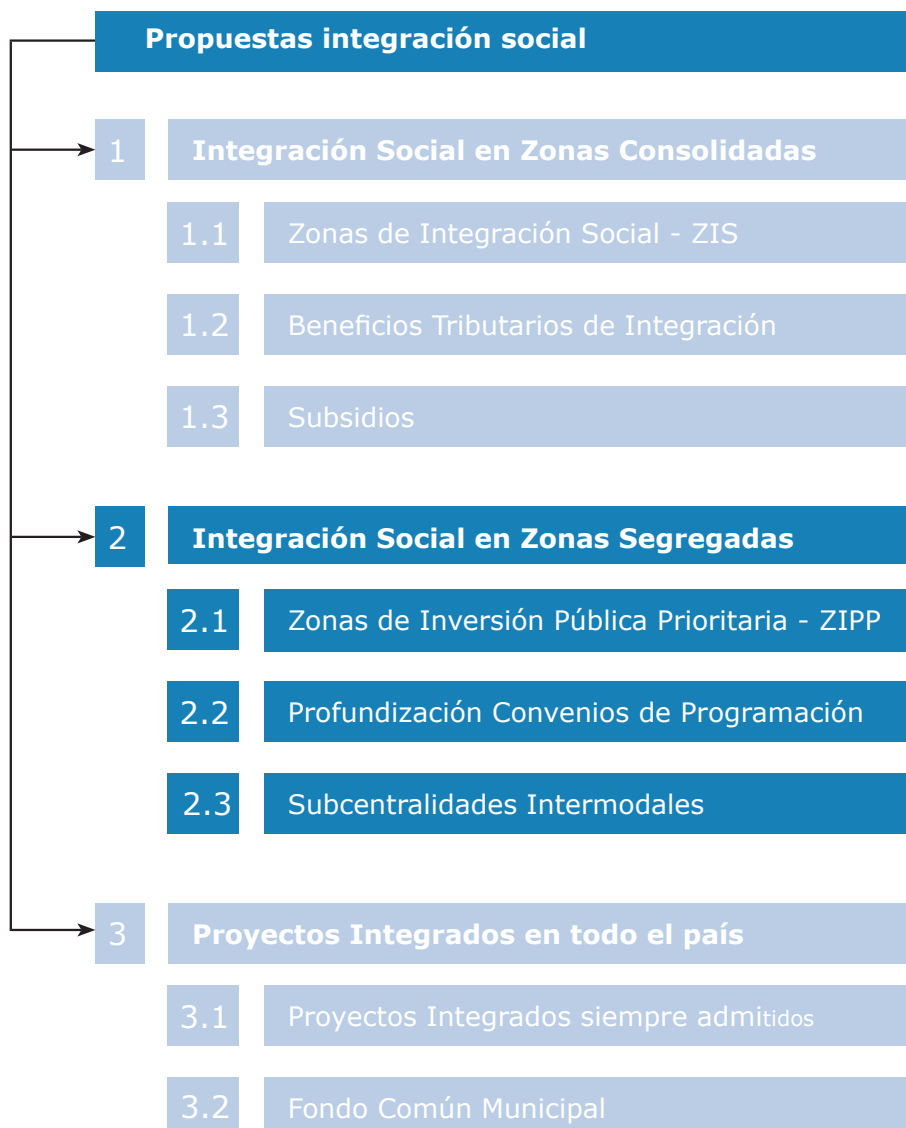 Propuestas integración social
1 Integración Social en Zonas Consolidadas
1.1 Zonas de Integración Social - ZIS
1.2 Beneficios Tributarios de Integración
1.3 Subsidios
2 Integración Social en Zonas Segregadas
2.1 Zonas de Inversión Pública Prioritaria - ZIPP
2.2 Profundización Convenios de Programación
2.3 Subcentralidades Intermodales
3 Proyectos Integrados en todo el país
3.1 Proyectos Integrados siempre admitidos
3.2 Fondo Común Municipal